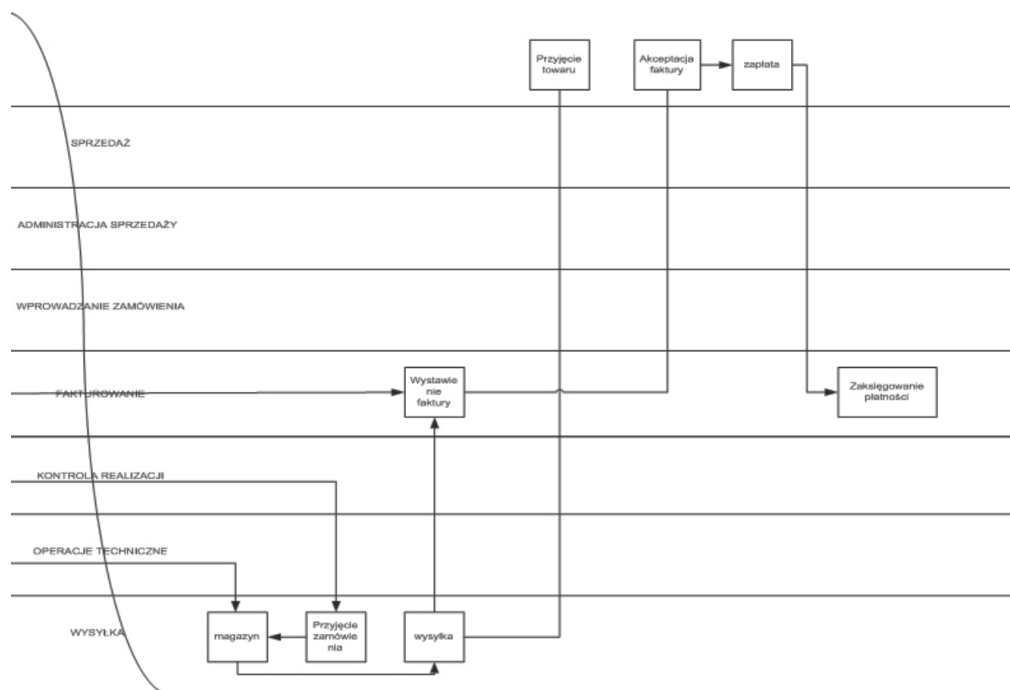 Przyjęcie
towaru
Akceptacja
faktury
zapłata
SPRZEDAŻ
ADMINISTRACJA SPRZEDAŻY
WPROWADZANIE ZAMÓWIENIA
FAKTUROWANIE
Wystawie
nie
faktury
Zaksięgowanie
płatności
KONTROLA REALIZACJI
OPERACJE TECHNICZNE
WYSYŁKA
magazyn
Przyjęcie
zamówie
nia
wysyłka